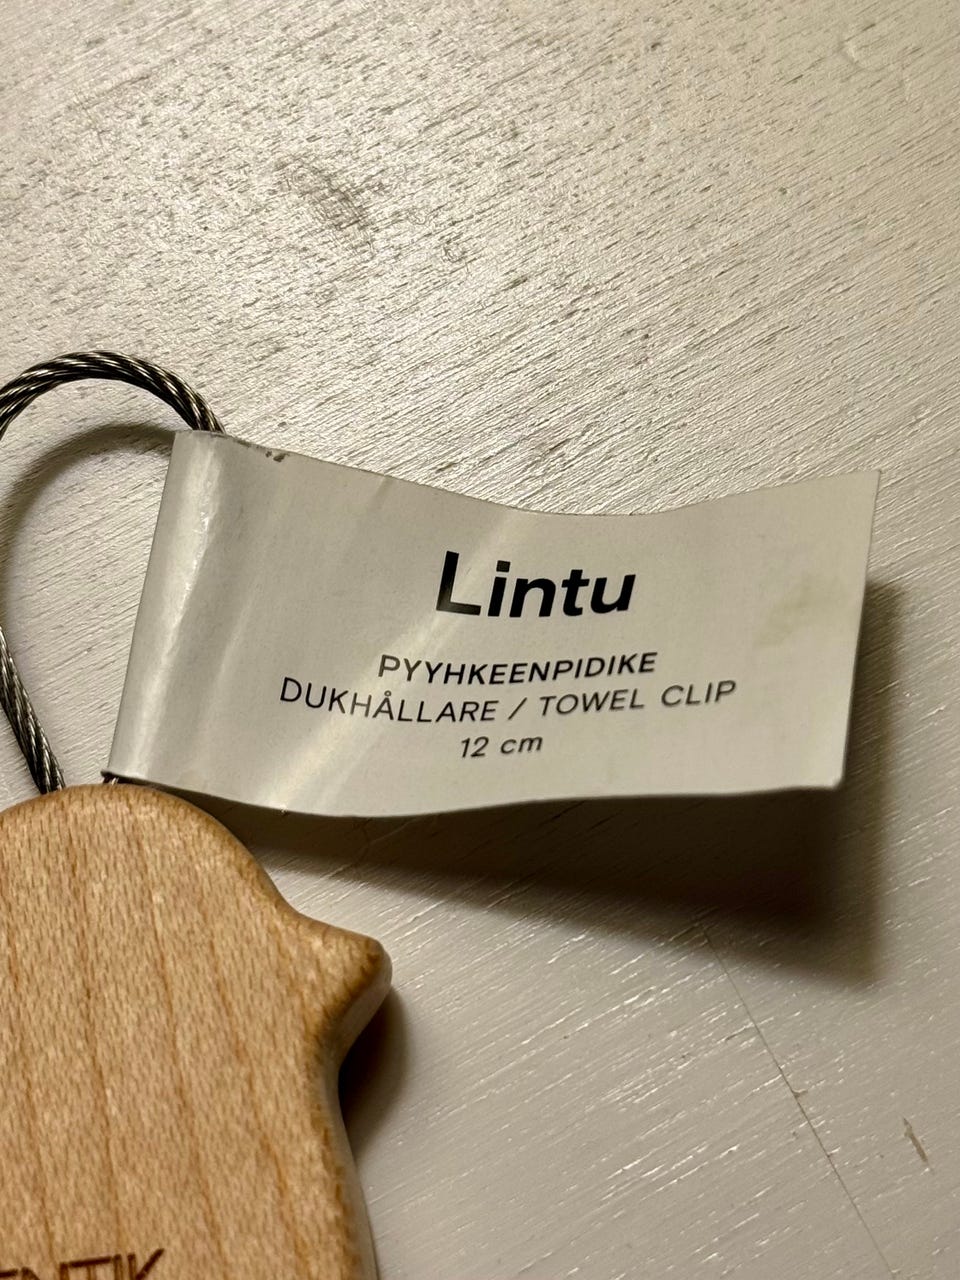 Lintu
PYYHKEENPIDIKE
DUKHÅLLARE / TOWEL CLIP
12 cm